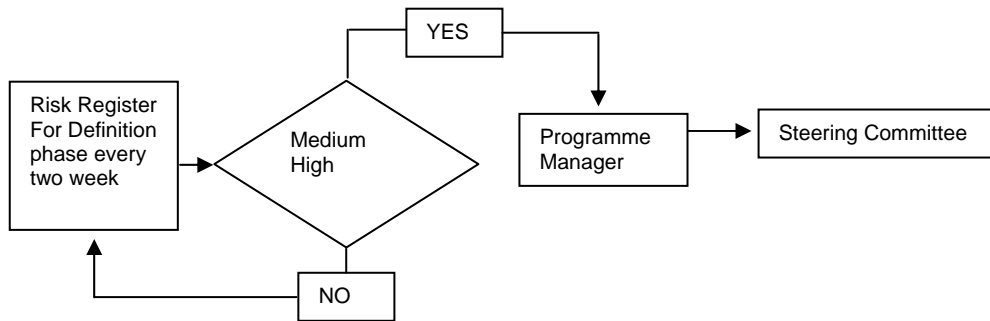 YES
Risk Register
For Definition
phase every
two week
Medium
High
Programme
Manager
Steering Committee
NO